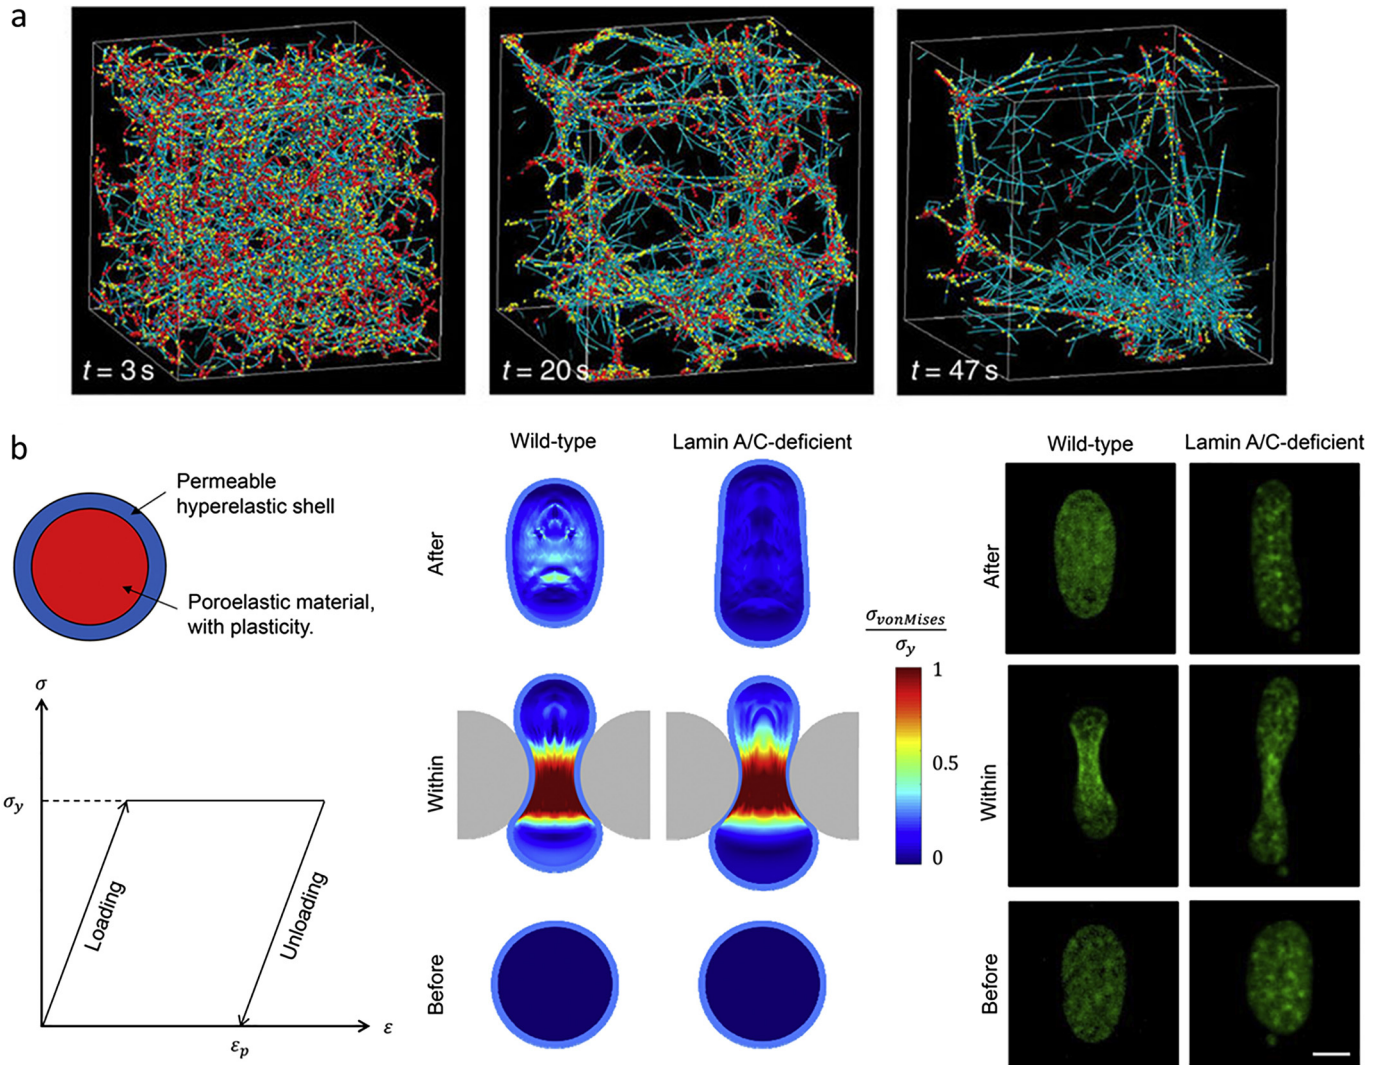 a
t = 3 s
t = 20 s
t = 47 s
b
Permeable
hyperelastic shell
Poroelastic material,
with plasticity.
σ
σy
Loading
Unloading
εp
ε
Wild-type
Lamin A/C-deficient
After
Within
Before
σvonMises
σy
1
0.5
0
Wild-type
Lamin A/C-deficient
After
Within
Before